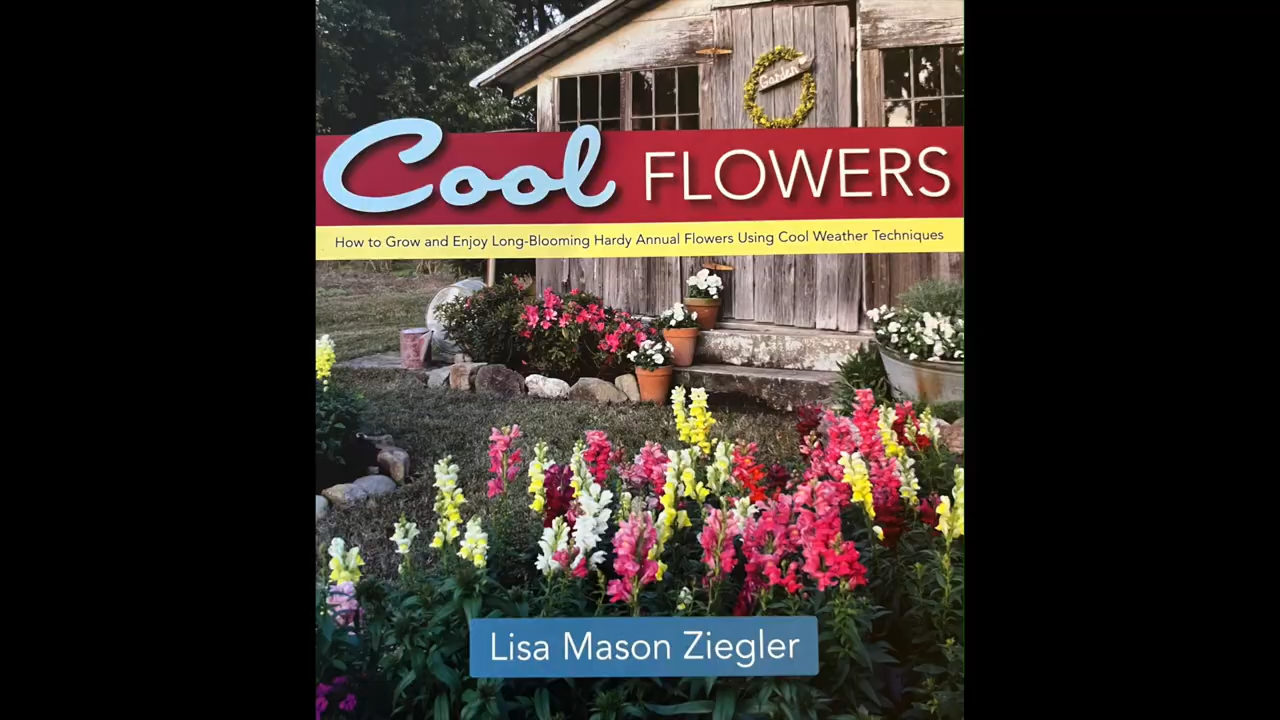 Garden
Cool FLOWERS
How to Grow and Enjoy Long-Blooming Hardy Annual Flowers Using Cool Weather Techniques
Lisa Mason Ziegler